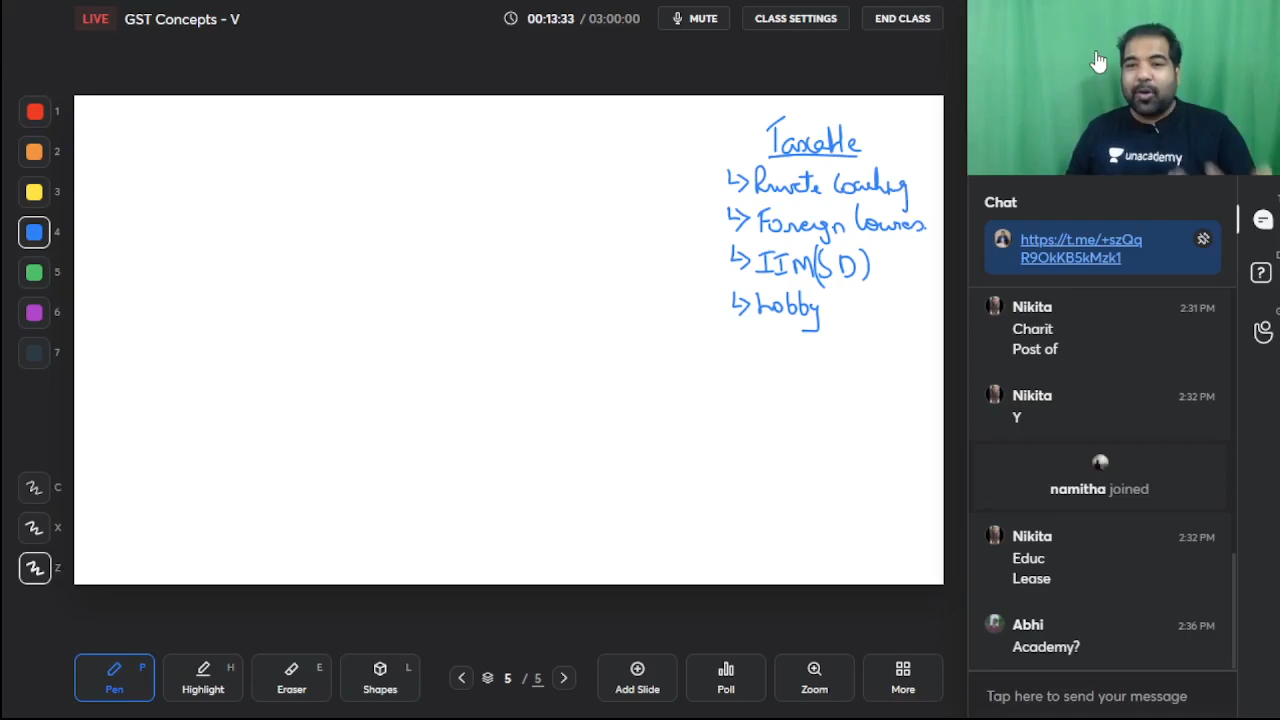 LIVE GST Concepts - V
00:13:33 / 03:00:00
MUTE
CLASS SETTINGS
END CLASS
unacademy
1
2
3
4
5
6
7
C
X
Z
Taxable
↳ Private Coaching
↳ Foreign Courses.
↳ IIM(SD)
↳ Lobby
Chat
https://t.me/+szQq
R9OkKB5kMzk1
Nikita 2:31 PM
Charit
Post of
Nikita 2:32 PM
Y
namitha joined
Nikita 2:32 PM
Educ
Lease
Abhi 2:36 PM
Academy?
Tap here to send your message
Pen P
Highlight H
Eraser E
Shapes L
5 / 5
Add Slide
Poll
Zoom
More